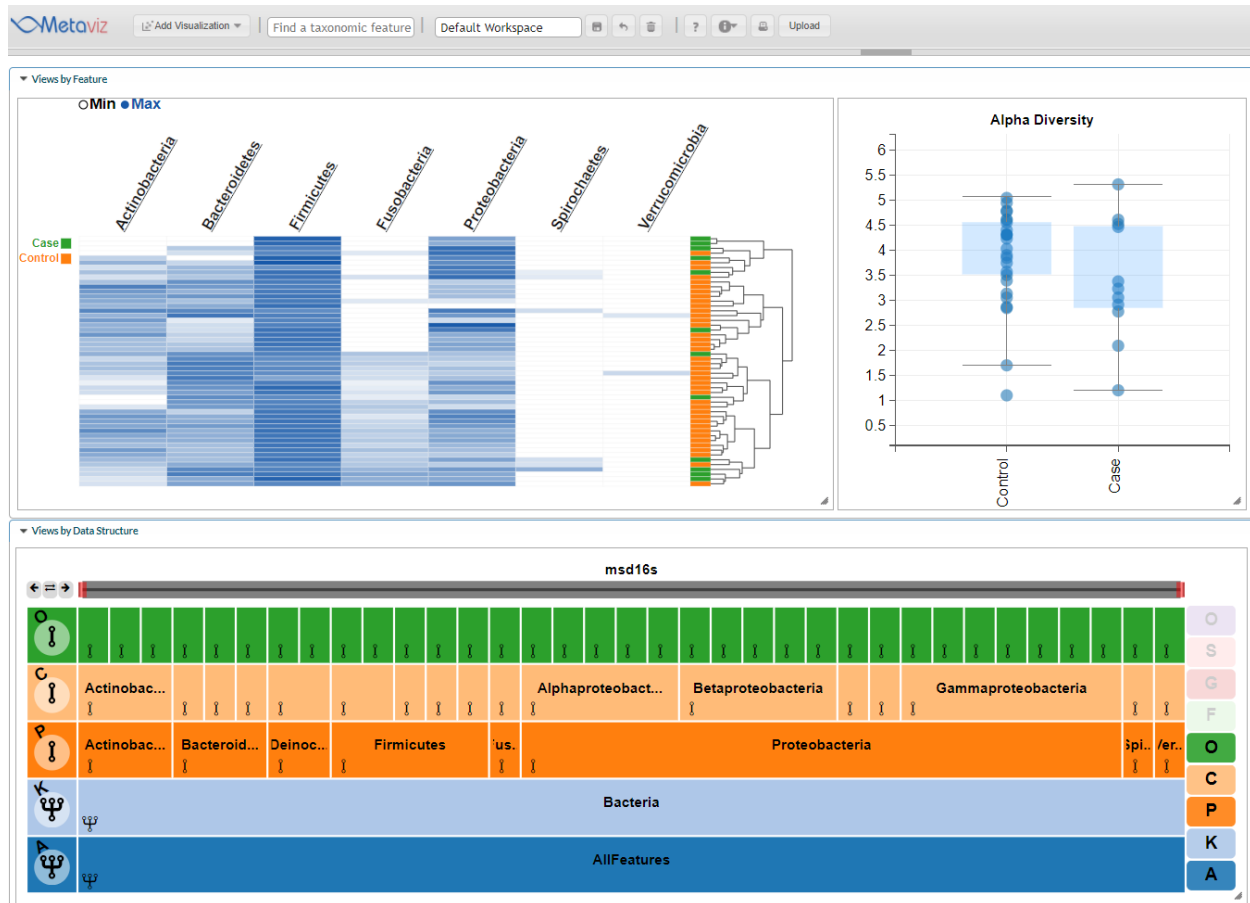 Metaviz Add Visualization Find a taxonomic feature Default Workspace ? Upload
Views by Feature
Min Max
Actinobacteria
Bacteroidetes
Firmicutes
Fusobacteria
Proteobacteria
Spirochaetes
Verrucomicrobia
Case
Control
Alpha Diversity
6
5.5
5
4.5
4
3.5
3
2.5
2
1.5
1
0.5
Control
Case
Views by Data Structure
msd16s
O O
S
C Actinobac... Alphaproteobact... Betaproteobacteria Gammaproteobacteria G
F
P Actinobac... Bacteroid... Deinoc... Firmicutes us. Proteobacteria Spi.. Ver.. O
C
K Bacteria P
K
A AllFeatures A